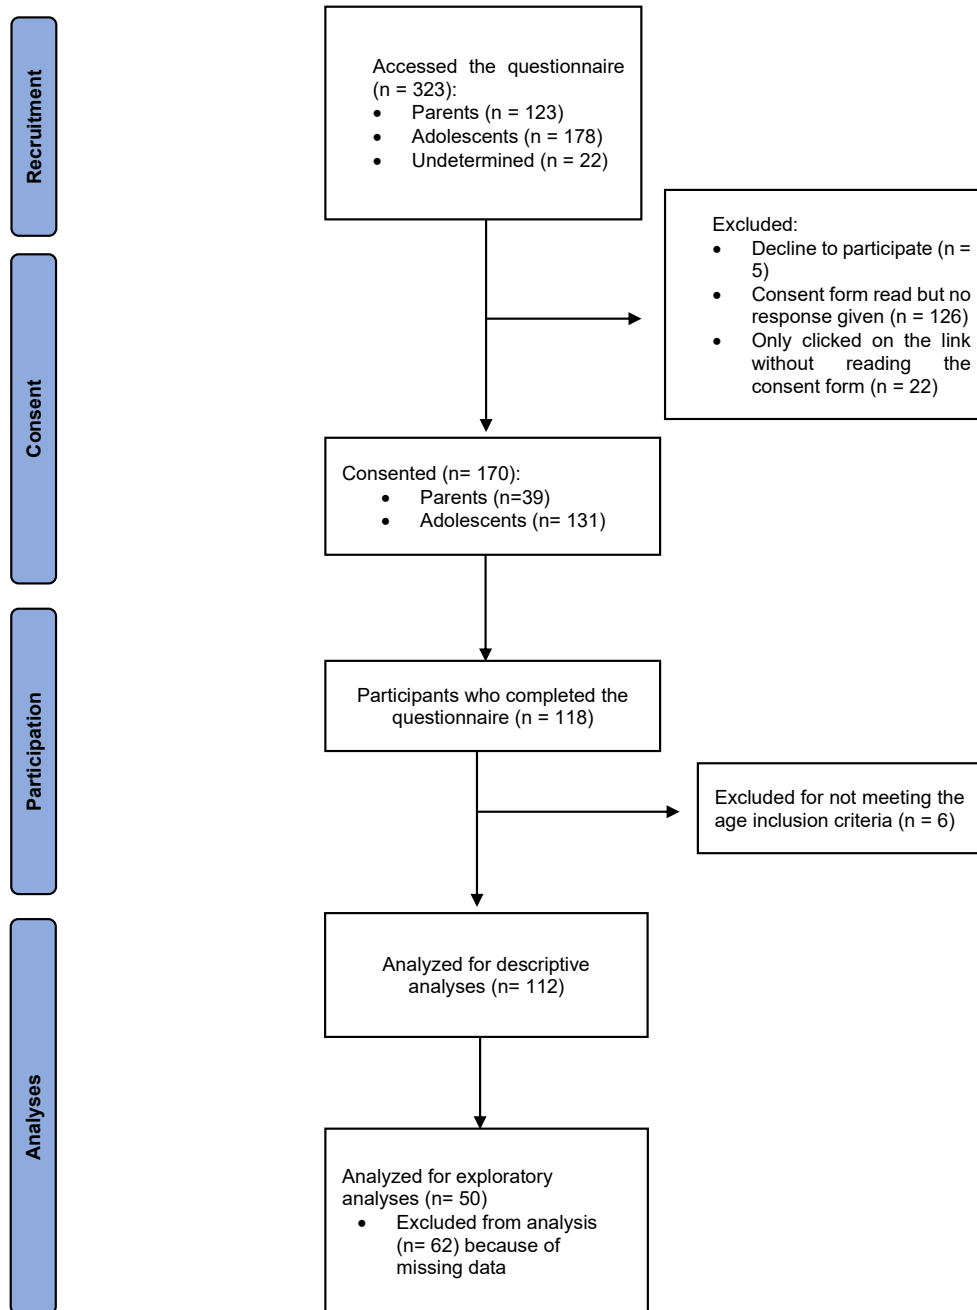 Recruitment
Accessed the questionnaire
(n = 323):
• Parents (n = 123)
• Adolescents (n = 178)
• Undetermined (n = 22)
Excluded:
• Decline to participate (n =
5)
• Consent form read but no
response given (n = 126)
• Only clicked on the link
without reading the
consent form (n = 22)
Consent
Consented (n= 170):
• Parents (n=39)
• Adolescents (n= 131)
Participation
Participants who completed the
questionnaire (n = 118)
Excluded for not meeting the
age inclusion criteria (n = 6)
Analyses
Analyzed for descriptive
analyses (n= 112)
Analyzed for exploratory
analyses (n= 50)
• Excluded from analysis
(n= 62) because of
missing data